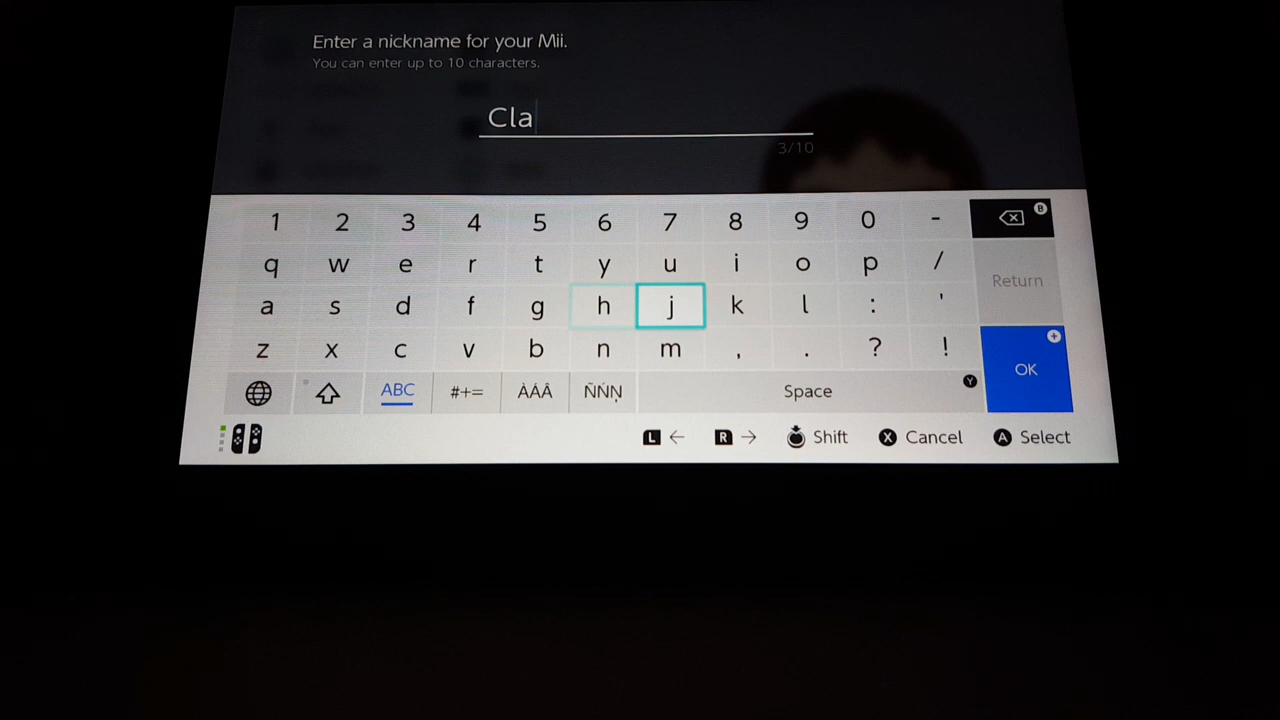 Enter a nickname for your Mii.
You can enter up to 10 characters.
Cla
3/10
1 2 3 4 5 6 7 8 9 0 - B
q w e r t y u i o p / Return
a s d f g h j k l : '
z x c v b n m , . ? ! + OK
ABC #+= ÀÁÂ ÑŃṆ Space Y
L ← R → Shift X Cancel A Select